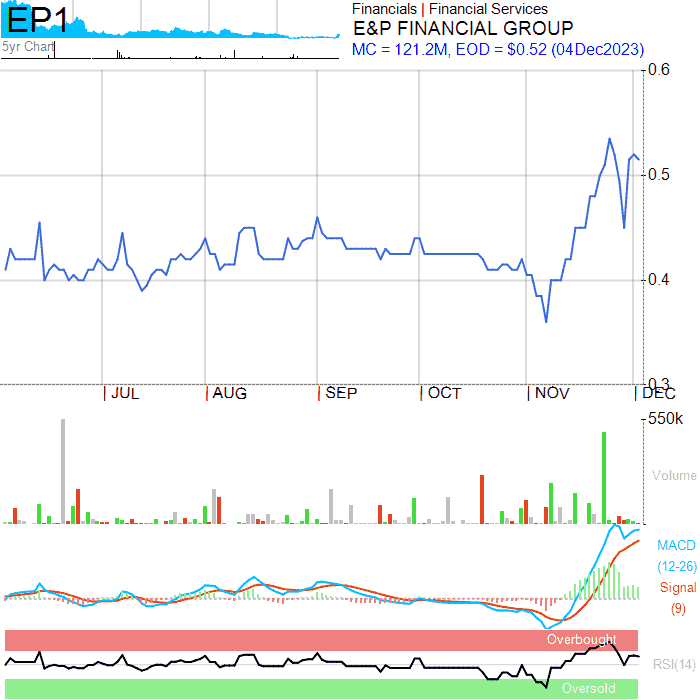 EP1
5yr Chart
Financials | Financial Services
E&P FINANCIAL GROUP
MC = 121.2M, EOD = $0.52 (04Dec2023)
0.6
0.5
0.4
0.3
JUL AUG SEP OCT NOV DEC
550k
Volume
MACD
(12-26)
Signal
(9)
Overbought
RSI(14)
Oversold